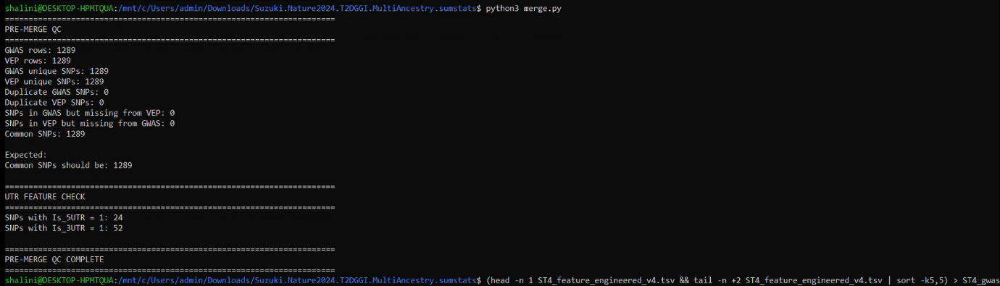 shalini@DESKTOP-HPMTQUA:/mnt/c/Users/admin/Downloads/Suzuki.Nature2024.T2DGGI.MultiAncestry.sumstats$ python3 merge.py
======================================================================
PRE-MERGE QC
======================================================================
GWAS rows: 1289
VEP rows: 1289
GWAS unique SNPs: 1289
VEP unique SNPs: 1289
Duplicate GWAS SNPs: 0
Duplicate VEP SNPs: 0
SNPs in GWAS but missing from VEP: 0
SNPs in VEP but missing from GWAS: 0
Common SNPs: 1289
Expected:
Common SNPs should be: 1289
======================================================================
UTR FEATURE CHECK
======================================================================
SNPs with Is_5UTR = 1: 24
SNPs with Is_3UTR = 1: 52
======================================================================
PRE-MERGE QC COMPLETE
======================================================================
shalini@DESKTOP-HPMTQUA:/mnt/c/Users/admin/Downloads/Suzuki.Nature2024.T2DGGI.MultiAncestry.sumstats$ (head -n 1 ST4_feature_engineered_v4.tsv && tail -n +2 ST4_feature_engineered_v4.tsv | sort -k5,5) > ST4_gwas